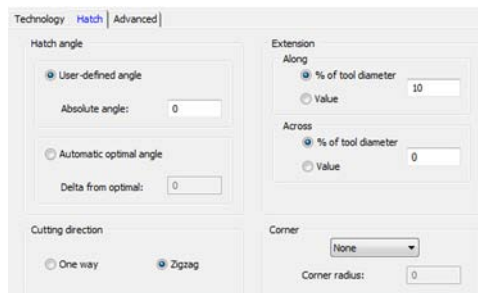 Technology Hatch Advanced
Hatch angle
User-defined angle
Absolute angle: 0
Automatic optimal angle
Delta from optimal: 0
Cutting direction
One way Zigzag
Extension
Along
% of tool diameter
10
Value
Across
% of tool diameter
0
Value
Corner
None
Corner radius: 0